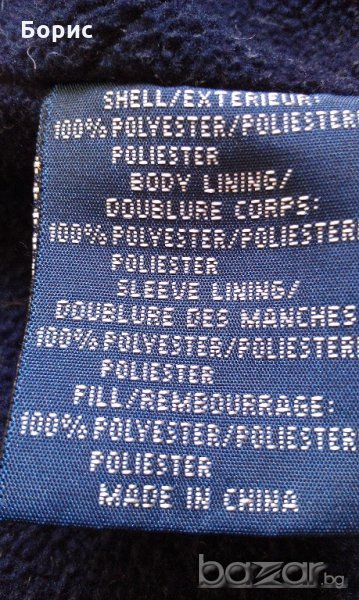 Борис
SHELL/EXTERIEUR:
100% POLYESTER/POLIESTER
POLIESTER
BODY LINING/
DOUBLURE CORPS:
100% POLYESTER/POLIESTER
POLIESTER
SLEEVE LINING/
DOUBLURE DES MANCHES
100% POLYESTER/POLIESTER
POLIESTER
FILL/REMBOURRAGE:
100% POLYESTER/POLIESTER
POLIESTER
MADE IN CHINA
bazar.bg